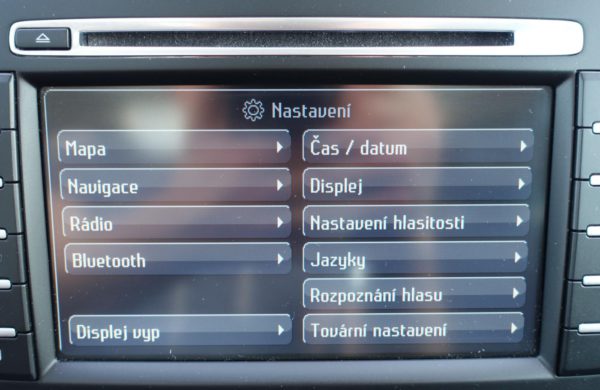 Nastavení
Mapa
Čas / datum
Navigace
Displej
Rádio
Nastavení hlasitosti
Bluetooth
Jazyky
Rozpoznání hlasu
Displej vyp
Tovární nastavení